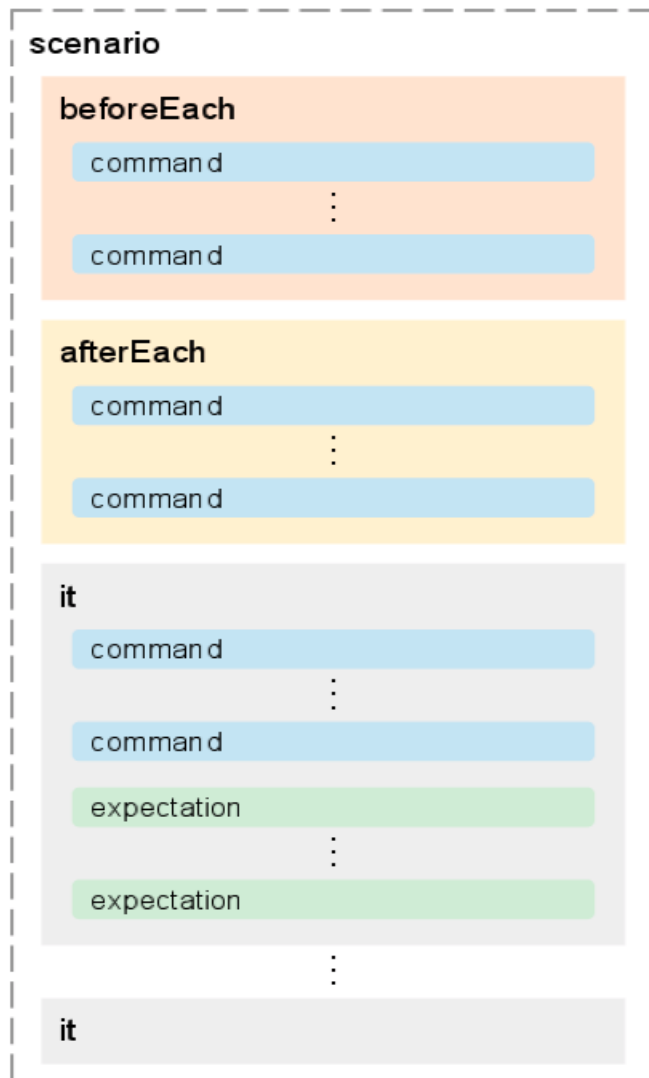 scenario
beforeEach
command
⋮
command
afterEach
command
⋮
command
it
command
⋮
command
expectation
⋮
expectation
⋮
it